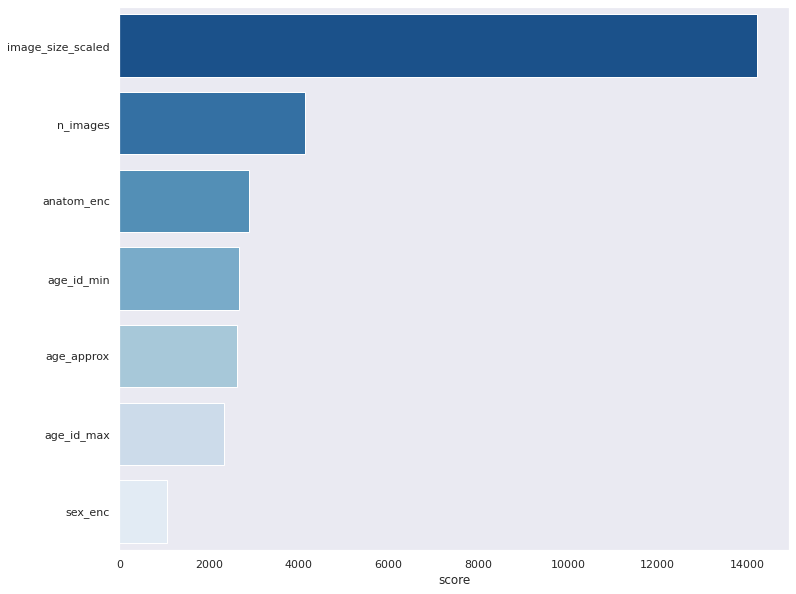 image_size_scaled
n_images
anatom_enc
age_id_min
age_approx
age_id_max
sex_enc
0 2000 4000 6000 8000 10000 12000 14000
score